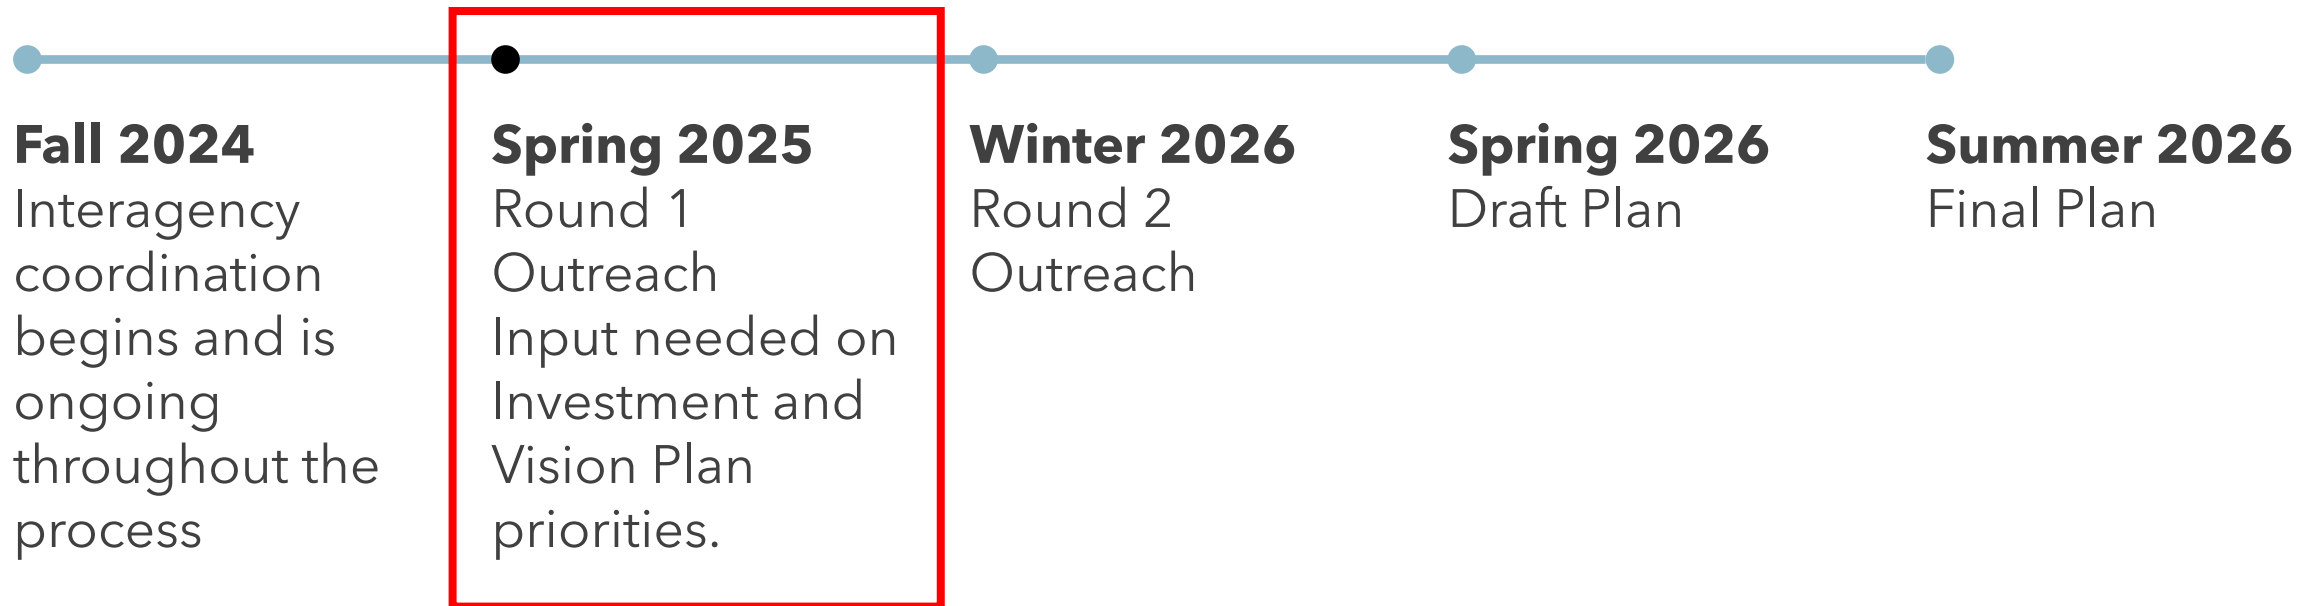 Fall 2024
Interagency
coordination
begins and is
ongoing
throughout the
process
Spring 2025
Round 1
Outreach
Input needed on
Investment and
Vision Plan
priorities.
Winter 2026
Round 2
Outreach
Spring 2026
Draft Plan
Summer 2026
Final Plan